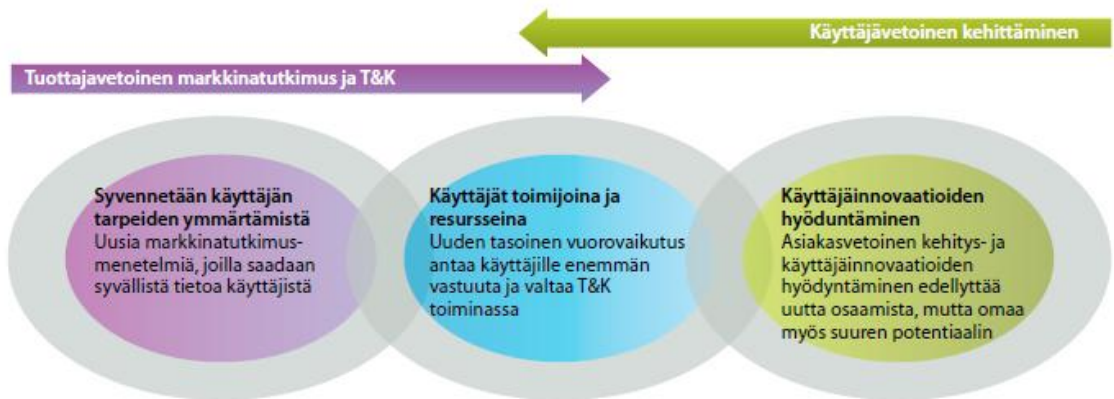 Käyttäjävetoinen kehittäminen
Tuottajavetoinen markkinatutkimus ja T&K
Syvennetään käyttäjän
tarpeiden ymmärtämistä
Uusia markkinatutkimus-
menetelmiä, joilla saadaan
syvällistä tietoa käyttäjistä
Käyttäjät toimijoina ja
resursseina
Uuden tasoinen vuorovaikutus
antaa käyttäjille enemmän
vastuuta ja valtaa T&K
toiminassa
Käyttäjäinnovaatioiden
hyöduntäminen
Asiakasvetoinen kehitys- ja
käyttäjäinnovaatioiden
hyödyntäminen edellyttää
uutta osaamista, mutta omaa
myös suuren potentiaalin